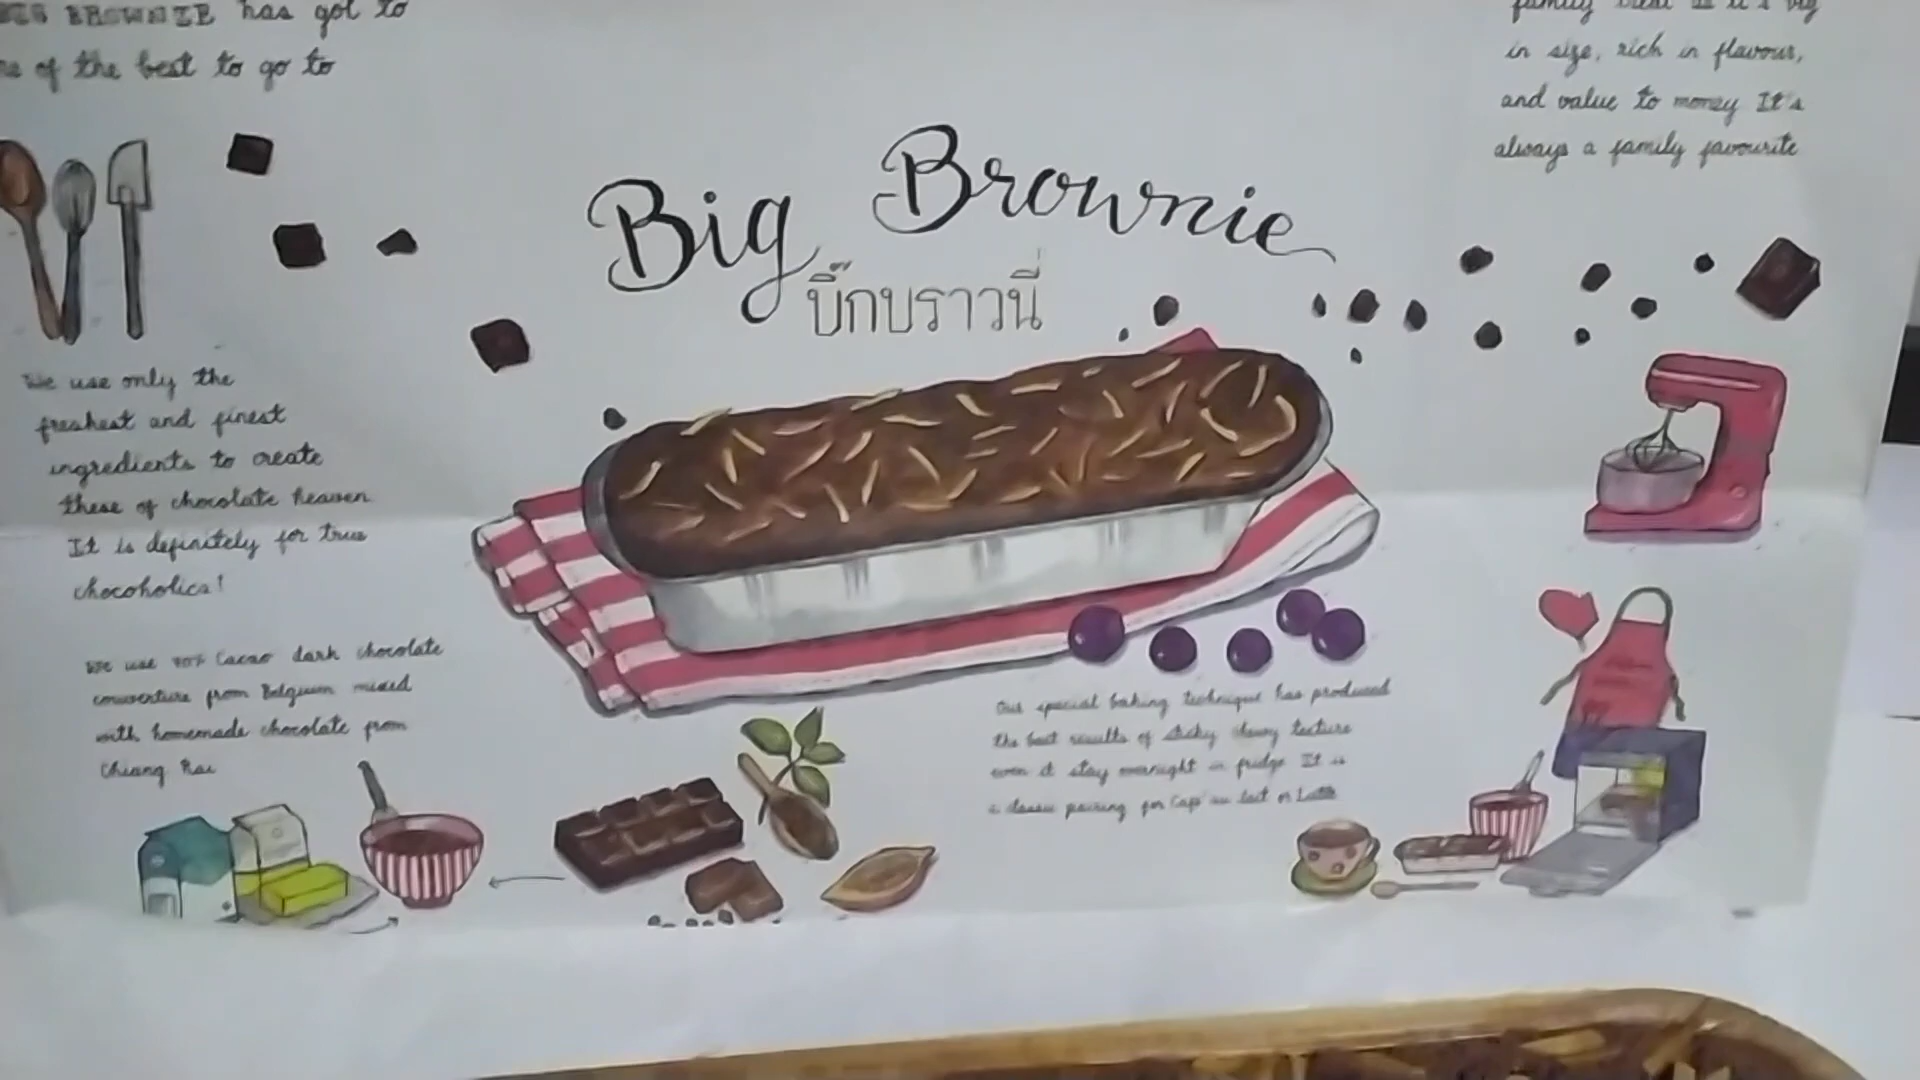 BIG BROWNIE has got to
of the best to go to
in size, rich in flavour,
and value to money It's
always a family favourite
Big Brownie
บิ๊กบราวนี่
We use only the
freshest and finest
ingredients to create
these of chocolate heaven
It is definitely for true
chocoholics!
We use 70% Cacao dark chocolate
couverture from Belgium mixed
with homemade chocolate from
Chiang Rai
Our special baking technique has produced
the best results of sticky chewy texture
even it stay overnight in fridge It is
a classic pairing for Cap' au lait or Latte